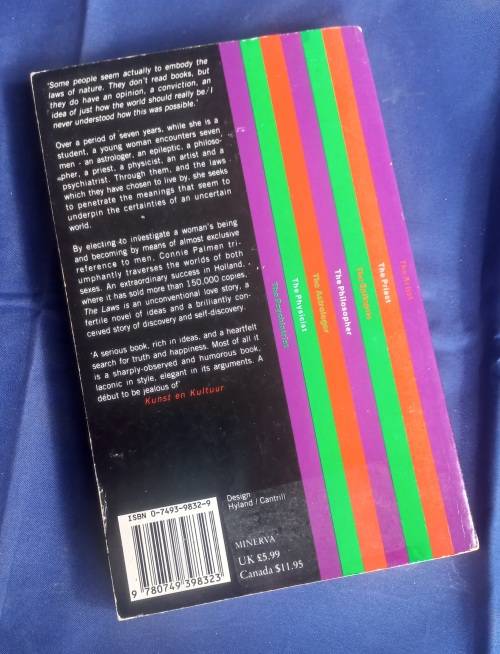 'Some people seem actually to embody the
laws of nature. They don't read books, but
they do have an opinion, a conviction, an
idea of just how the world should really be. I
never understood how this was possible.'
Over a period of seven years, while she is a
student, a young woman encounters seven
men - an astrologer, an epileptic, a philoso-
pher, a priest, a physicist, an artist and a
psychiatrist. Through them, and the laws
which they have chosen to live by, she seeks
to penetrate the meanings that seem to
underpin the certainties of an uncertain
world.
By electing to investigate a woman's being
and becoming by means of almost exclusive
reference to men, Connie Palmen tri-
umphantly traverses the worlds of both
sexes. An extraordinary success in Holland,
where it has sold more than 150,000 copies,
The Laws is an unconventional love story, a
fertile novel of ideas and a brilliantly con-
ceived story of discovery and self-discovery.
'A serious book, rich in ideas, and a heartfelt
search for truth and happiness. Most of all it
is a sharply-observed and humorous book,
laconic in style, elegant in its arguments. A
début to be jealous of!'
Kunst en Kultuur
The Psychiatrist
The Physicist
The Astrologer
The Philosopher
The Epileptic
The Priest
The Artist
ISBN 0-7493-9832-9
9 780749 398323
Design
Hyland / Cantrill
MINERVA
UK £5.99
Canada $11.95